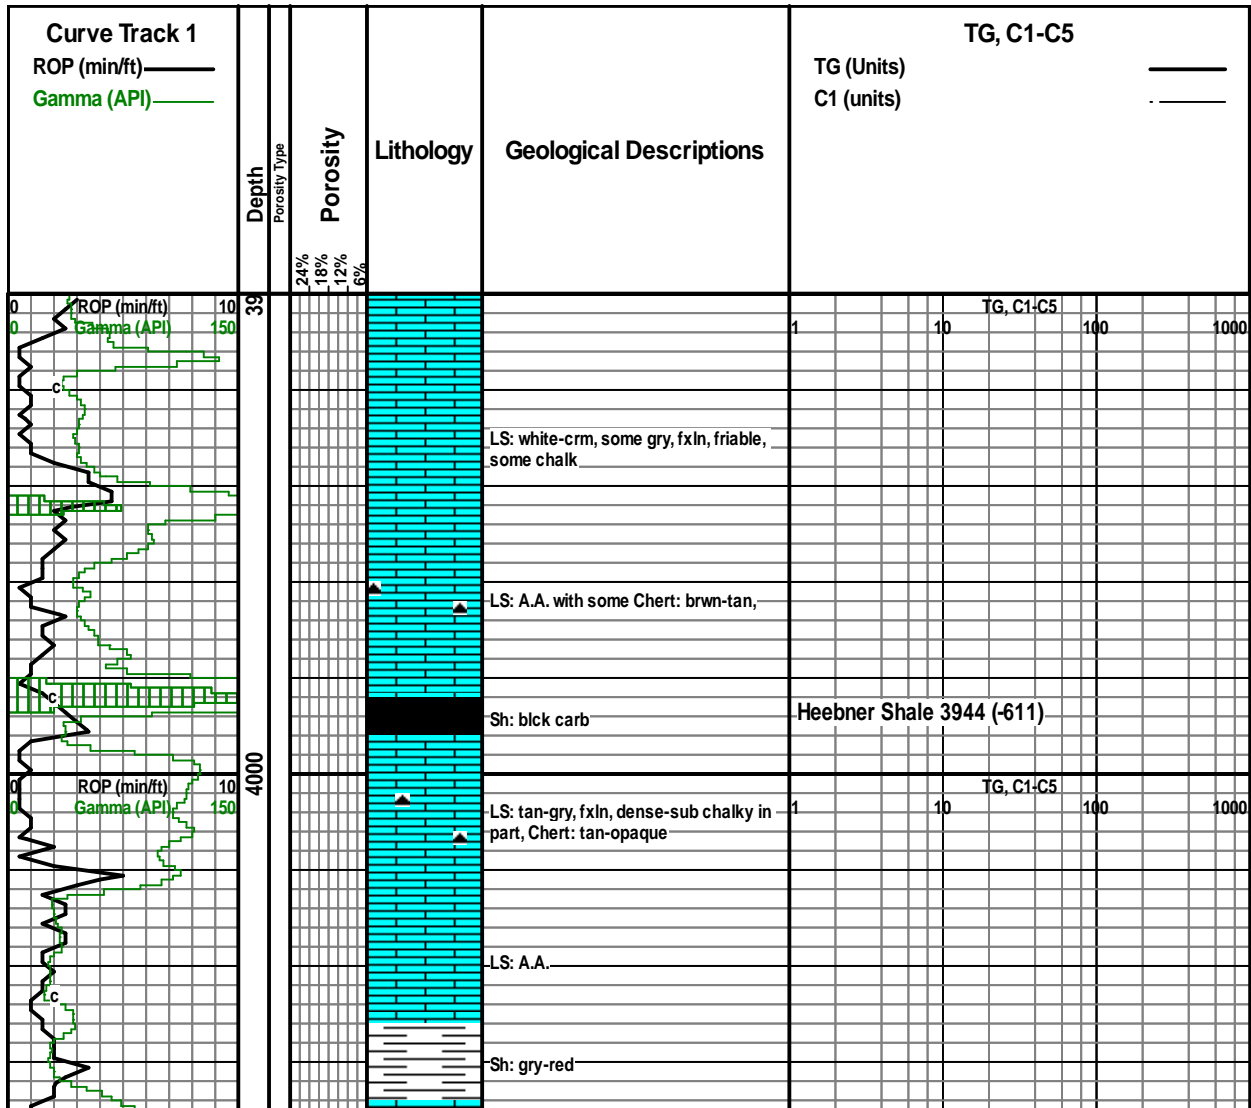 Curve Track 1
ROP (min/ft)
Gamma (API)
Depth
Porosity Type
Porosity
24%
18%
12%
6%
Lithology
Geological Descriptions
TG, C1-C5
TG (Units)
C1 (units)
0 ROP (min/ft) 10
0 Gamma (API) 150
39
TG, C1-C5
1 10 100 1000
C
LS: white-crm, some gry, fxln, friable,
some chalk
LS: A.A. with some Chert: brwn-tan,
C
Sh: blck carb
Heebner Shale 3944 (-611)
0 ROP (min/ft) 10
0 Gamma (API) 150
4000
TG, C1-C5
1 10 100 1000
LS: tan-gry, fxln, dense-sub chalky in
part, Chert: tan-opaque
LS: A.A.
C
Sh: gry-red